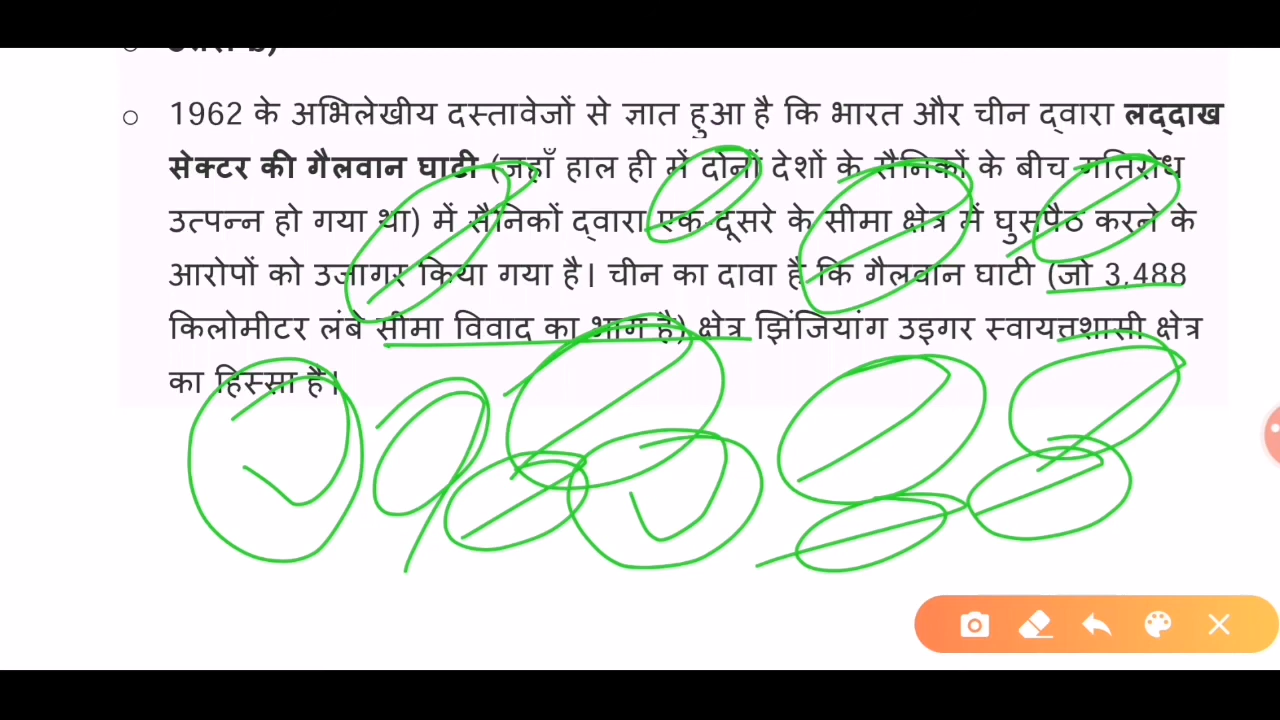 1962 के अभिलेखीय दस्तावेजों से ज्ञात हुआ है कि भारत और चीन द्वारा लद्दाख
सेक्टर की गैलवान घाटी (जहाँ हाल ही में दोनों देशों के सैनिकों के बीच गतिरोध
उत्पन्न हो गया था) में सैनिकों द्वारा एक दूसरे के सीमा क्षेत्र में घुसपैठ करने के
आरोपों को उजागर किया गया है। चीन का दावा है कि गैलवान घाटी (जो 3,488
किलोमीटर लंबे सीमा विवाद का भाग है) क्षेत्र झिंजियांग उइगर स्वायत्तशासी क्षेत्र
का हिस्सा है।